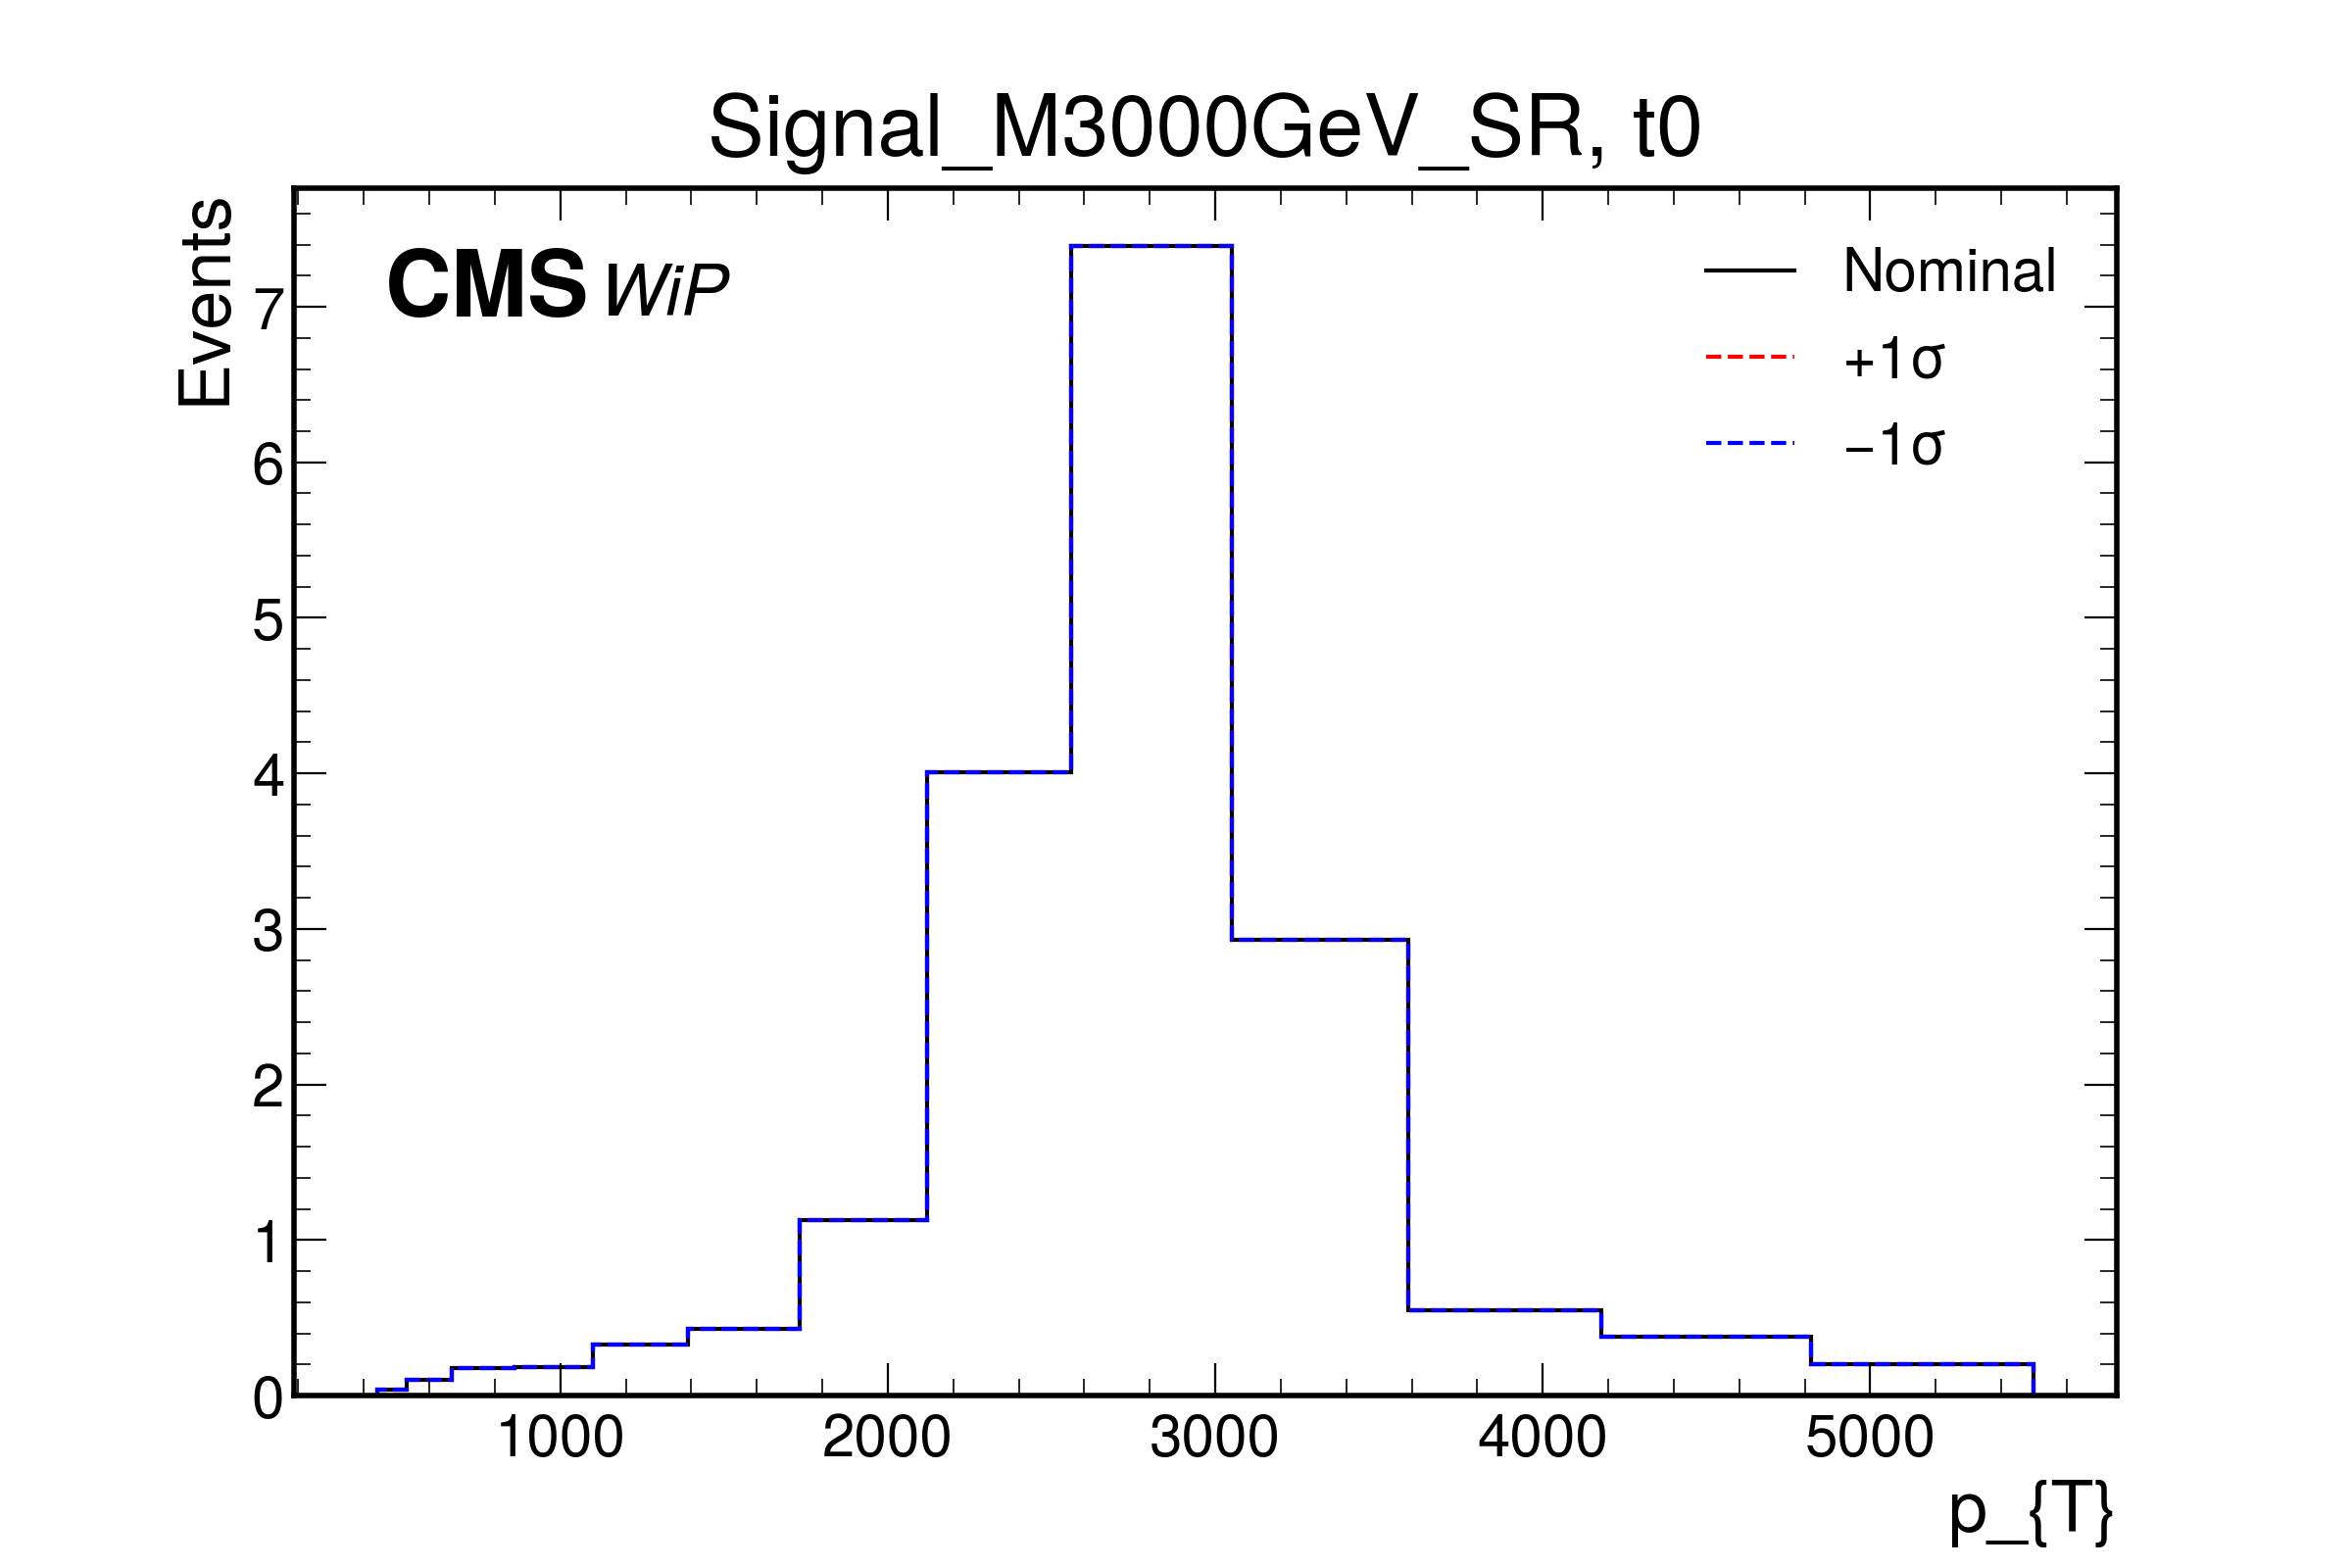 Signal_M3000GeV_SR, t0
Events
CMS WiP
Nominal
+1σ
−1σ
7
6
5
4
3
2
1
0
1000 2000 3000 4000 5000
p_{T}